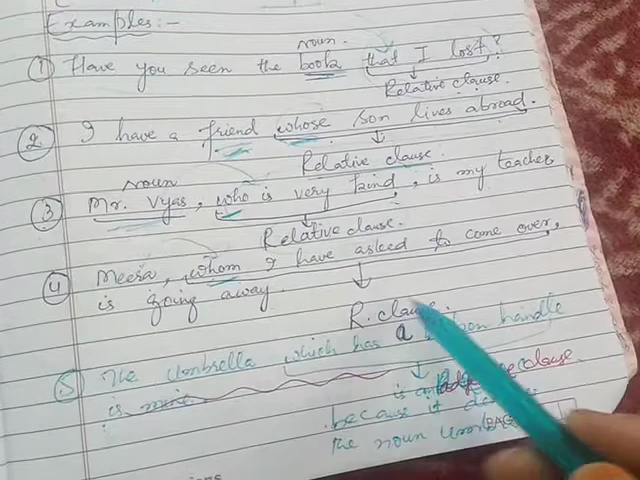 Examples:-
noun.
① Have you seen the book that I lost?
Relative clause.
② I have a friend whose son lives abroad.
Relative clause.
noun
③ Mr. Vyas, who is very kind, is my teacher
Relative clause.
④ Meera, whom I have asked to come over,
is going away.
R. clause.
⑤ The Umbrella which has a handle
is mine
is clause.
because it
the noun